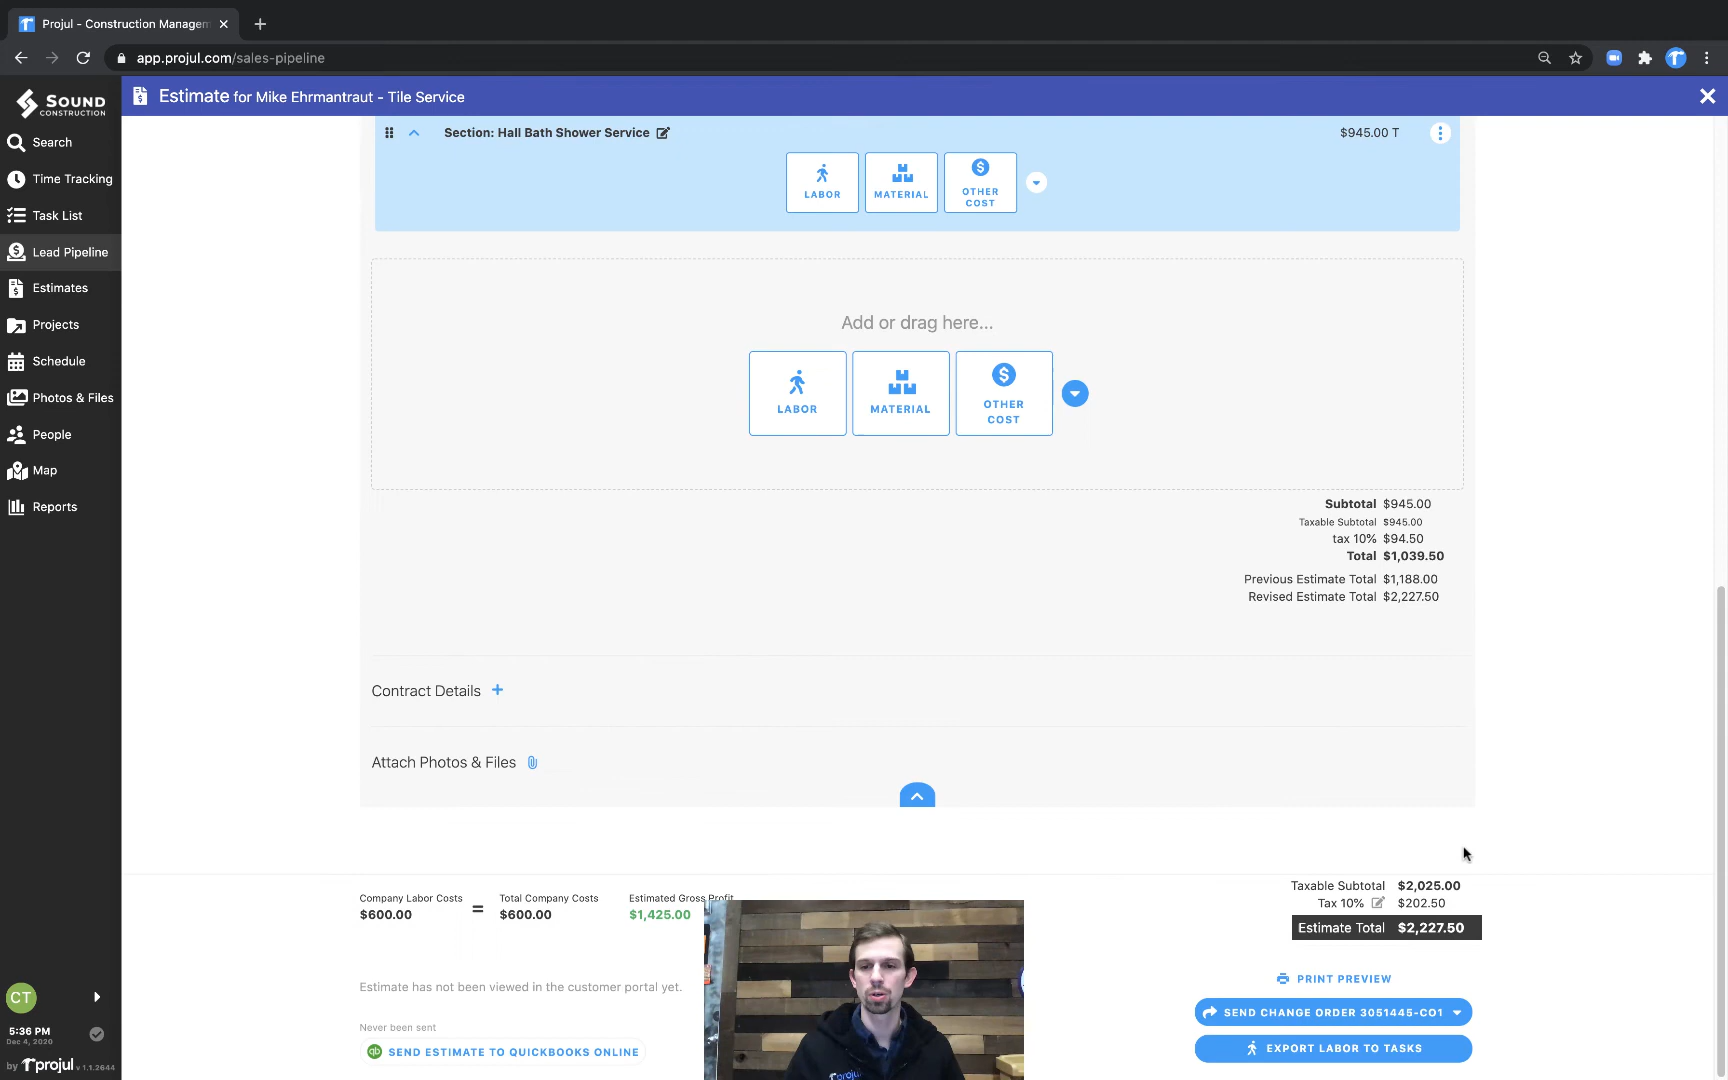 Projul - Construction Managem
app.projul.com/sales-pipeline
SOUND
CONSTRUCTION
Estimate for Mike Ehrmantraut - Tile Service
Search
Time Tracking
Task List
Lead Pipeline
Estimates
Projects
Schedule
Photos & Files
People
Map
Reports
Section: Hall Bath Shower Service
$945.00 T
LABOR
MATERIAL
OTHER
COST
Add or drag here...
LABOR
MATERIAL
OTHER
COST
Subtotal $945.00
Taxable Subtotal $945.00
tax 10% $94.50
Total $1,039.50
Previous Estimate Total $1,188.00
Revised Estimate Total $2,227.50
Contract Details +
Attach Photos & Files
Company Labor Costs
$600.00
=
Total Company Costs
$600.00
Estimated Gross Profit
$1,425.00
Taxable Subtotal $2,025.00
Tax 10% $202.50
Estimate Total $2,227.50
Estimate has not been viewed in the customer portal yet.
Never been sent
qb SEND ESTIMATE TO QUICKBOOKS ONLINE
PRINT PREVIEW
SEND CHANGE ORDER 3051445-CO1
EXPORT LABOR TO TASKS
CT
5:36 PM
Dec 4, 2020
by projul v 1.1.2644
projul